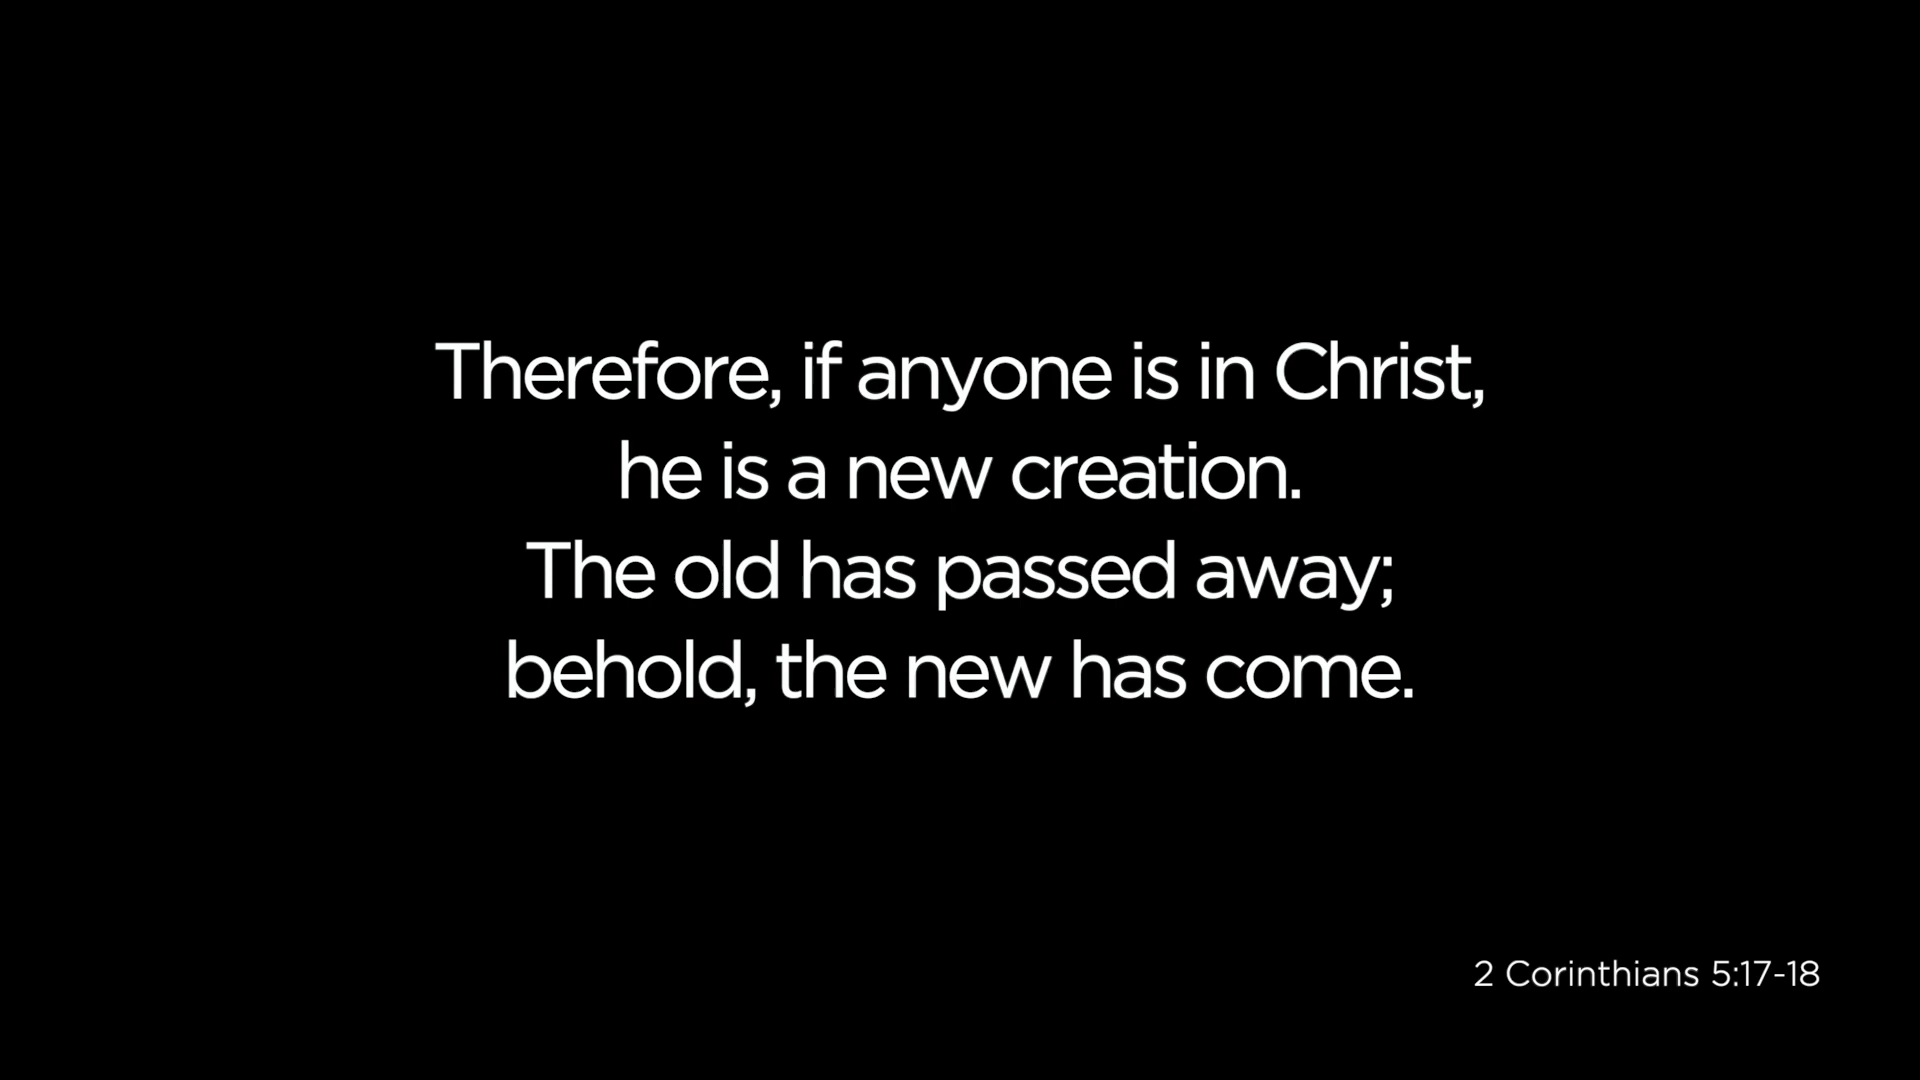 Therefore, if anyone is in Christ,
he is a new creation.
The old has passed away;
behold, the new has come.
2 Corinthians 5:17-18